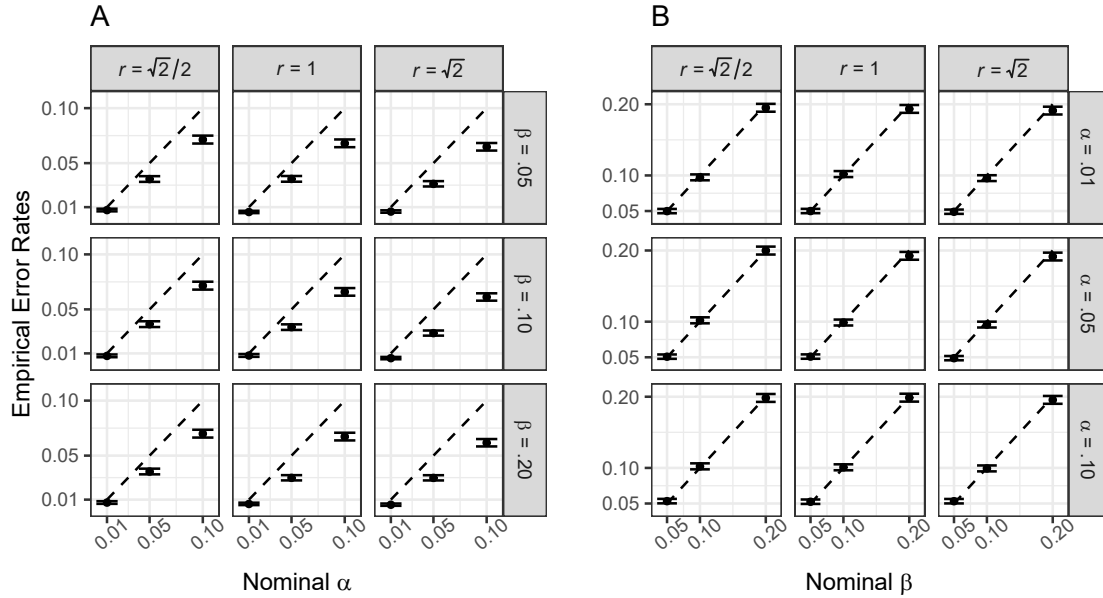 A
B
r = √2/2
r = 1
r = √2
r = √2/2
r = 1
r = √2
Empirical Error Rates
0.10
0.05
0.01
β = .05
0.20
0.10
0.05
α = .01
0.10
0.05
0.01
β = .10
0.20
0.10
0.05
α = .05
0.10
0.05
0.01
β = .20
0.20
0.10
0.05
α = .10
0.01 0.05 0.10 0.01 0.05 0.10 0.01 0.05 0.10
0.05 0.10 0.20 0.05 0.10 0.20 0.05 0.10 0.20
Nominal α
Nominal β